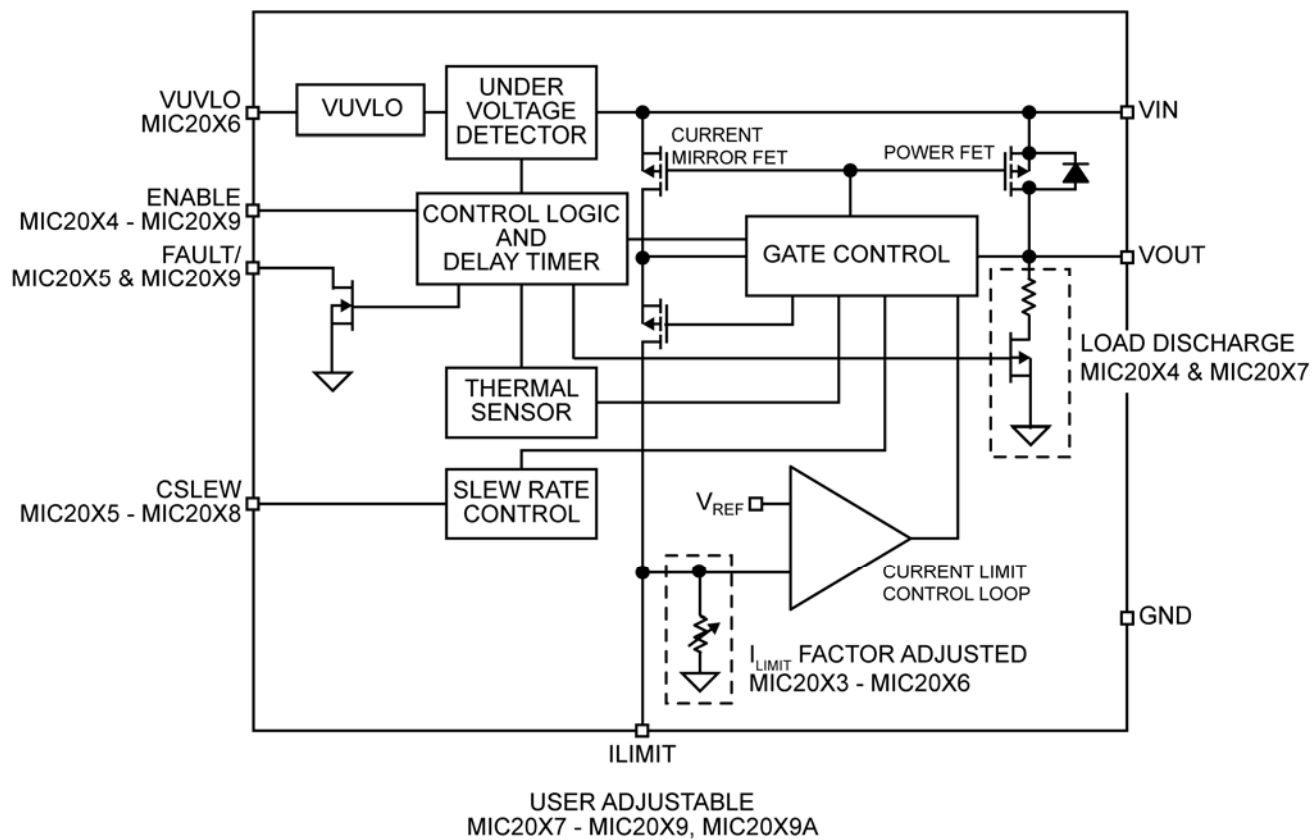 VUVLO
MIC20X6
VUVLO
UNDER
VOLTAGE
DETECTOR
VIN
CURRENT
MIRROR FET
POWER FET
ENABLE
MIC20X4 - MIC20X9
CONTROL LOGIC
AND
DELAY TIMER
FAULT/
MIC20X5 & MIC20X9
GATE CONTROL
VOUT
LOAD DISCHARGE
MIC20X4 & MIC20X7
THERMAL
SENSOR
CSLEW
MIC20X5 - MIC20X8
SLEW RATE
CONTROL
VREF
CURRENT LIMIT
CONTROL LOOP
GND
ILIMIT FACTOR ADJUSTED
MIC20X3 - MIC20X6
ILIMIT
USER ADJUSTABLE
MIC20X7 - MIC20X9, MIC20X9A